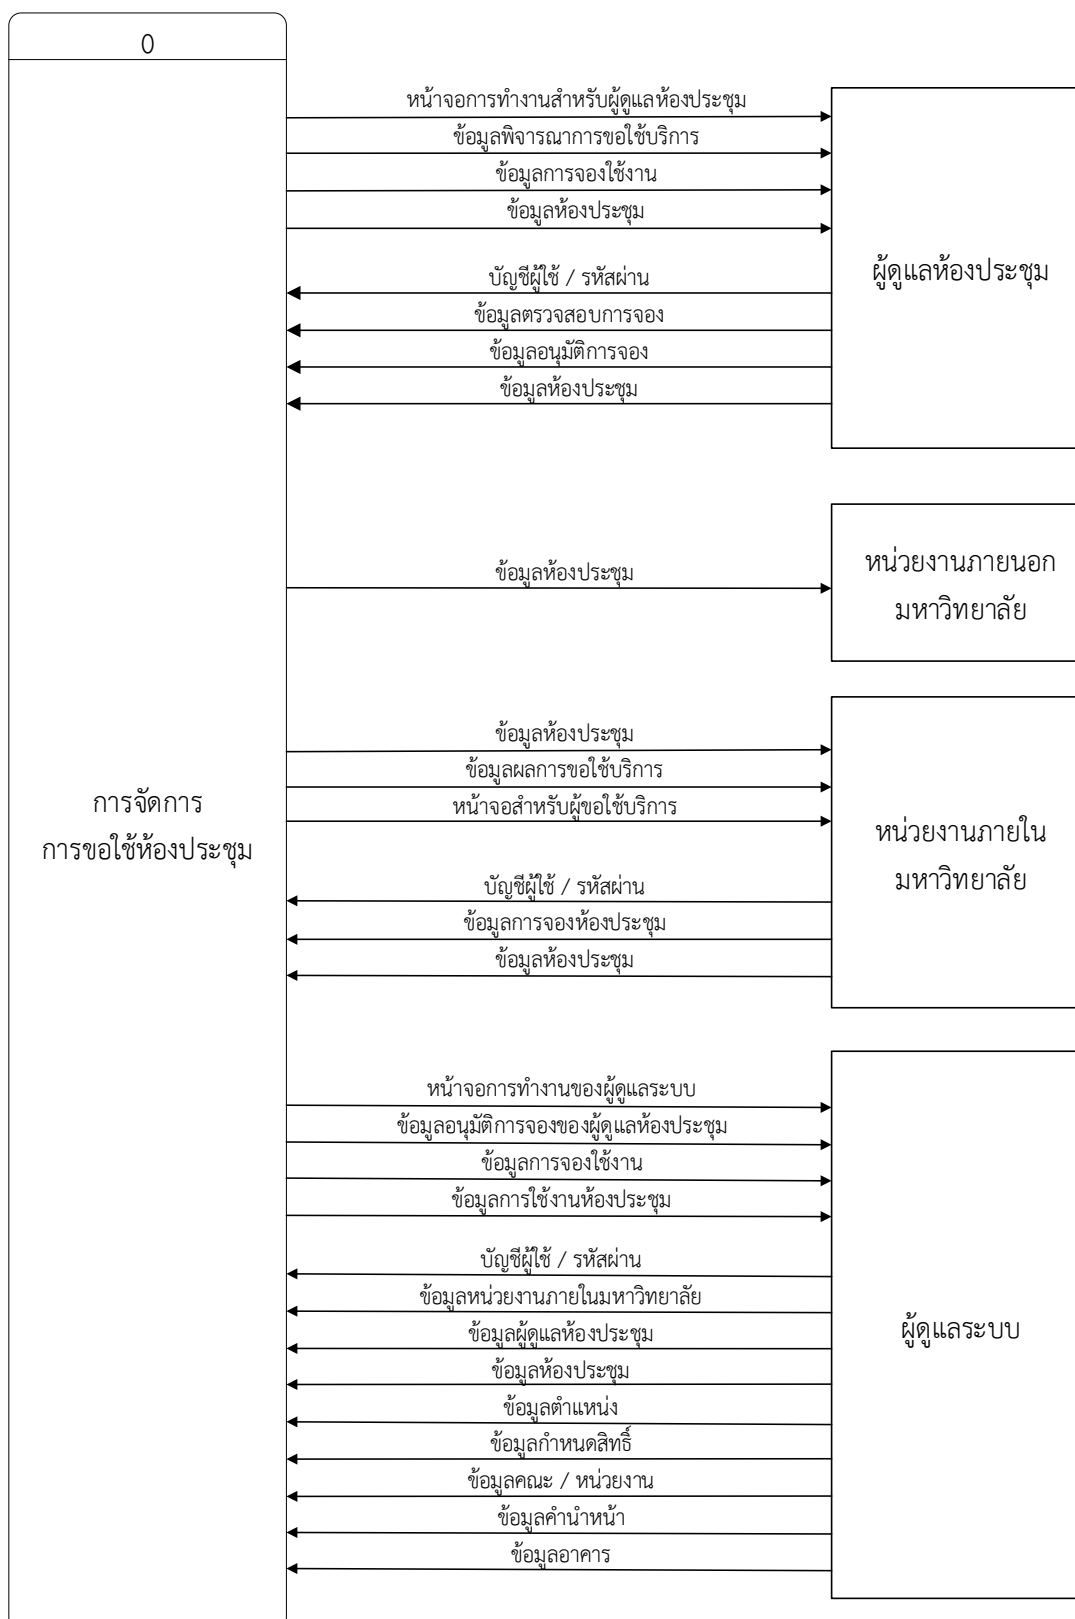 0
หน้าจอการทำงานสำหรับผู้ดูแลห้องประชุม
ข้อมูลพิจารณาการขอใช้บริการ
ข้อมูลการจองใช้งาน
ข้อมูลห้องประชุม
บัญชีผู้ใช้ / รหัสผ่าน
ข้อมูลตรวจสอบการจอง
ข้อมูลอนุมัติการจอง
ข้อมูลห้องประชุม
ผู้ดูแลห้องประชุม
ข้อมูลห้องประชุม
หน่วยงานภายนอก
มหาวิทยาลัย
การจัดการ
การขอใช้ห้องประชุม
ข้อมูลห้องประชุม
ข้อมูลผลการขอใช้บริการ
หน้าจอสำหรับผู้ขอใช้บริการ
บัญชีผู้ใช้ / รหัสผ่าน
ข้อมูลการจองห้องประชุม
ข้อมูลห้องประชุม
หน่วยงานภายใน
มหาวิทยาลัย
หน้าจอการทำงานของผู้ดูแลระบบ
ข้อมูลอนุมัติการจองของผู้ดูแลห้องประชุม
ข้อมูลการจองใช้งาน
ข้อมูลการใช้งานห้องประชุม
บัญชีผู้ใช้ / รหัสผ่าน
ข้อมูลหน่วยงานภายในมหาวิทยาลัย
ข้อมูลผู้ดูแลห้องประชุม
ข้อมูลห้องประชุม
ข้อมูลตำแหน่ง
ข้อมูลกำหนดสิทธิ์
ข้อมูลคณะ / หน่วยงาน
ข้อมูลคำนำหน้า
ข้อมูลอาคาร
ผู้ดูแลระบบ